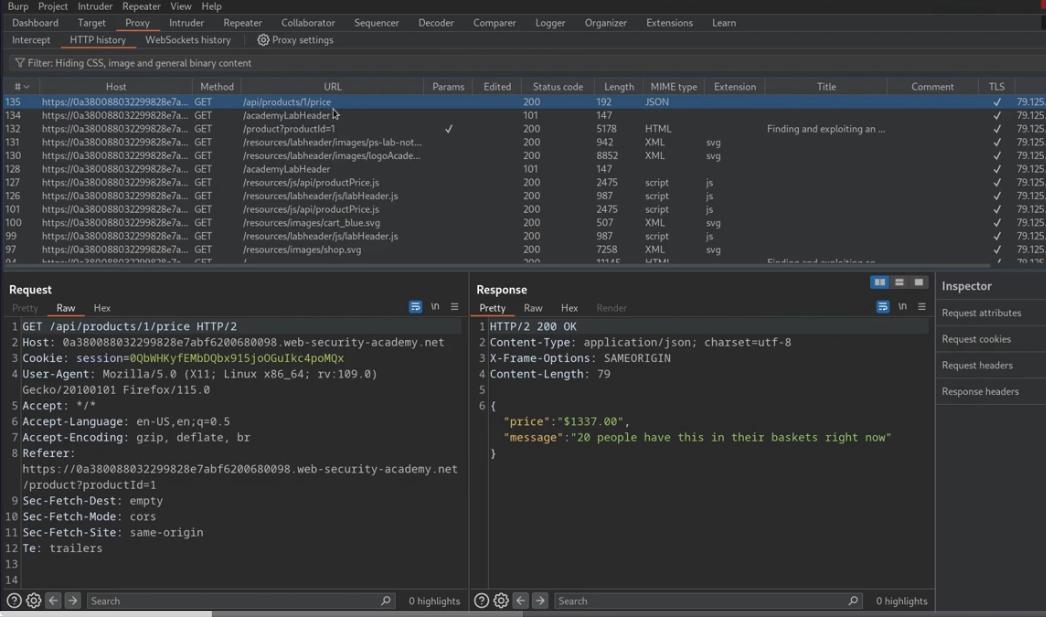 Burp Project Intruder Repeater View Help
Dashboard Target Proxy Intruder Repeater Collaborator Sequencer Decoder Comparer Logger Organizer Extensions Learn
Intercept HTTP history WebSockets history Proxy settings
Filter: Hiding CSS, image and general binary content
# Host Method URL Params Edited Status code Length MIME type Extension Title Comment TLS
135 https://0a380088032299828e7a... GET /api/products/1/price 200 192 JSON ✓ 79.125
134 https://0a380088032299828e7a... GET /academyLabHeader 101 147 ✓ 79.125
132 https://0a380088032299828e7a... GET /product?productId=1 ✓ 200 5178 HTML Finding and exploiting an ... ✓ 79.125
131 https://0a380088032299828e7a... GET /resources/labheader/images/ps-lab-not... 200 942 XML svg ✓ 79.125
130 https://0a380088032299828e7a... GET /resources/labheader/images/logoAcade... 200 8852 XML svg ✓ 79.125
128 https://0a380088032299828e7a... GET /academyLabHeader 101 147 ✓ 79.125
127 https://0a380088032299828e7a... GET /resources/js/api/productPrice.js 200 2475 script js ✓ 79.125
126 https://0a380088032299828e7a... GET /resources/labheader/js/labHeader.js 200 987 script js ✓ 79.125
101 https://0a380088032299828e7a... GET /resources/js/api/productPrice.js 200 2475 script js ✓ 79.125
100 https://0a380088032299828e7a... GET /resources/images/cart_blue.svg 200 507 XML svg ✓ 79.125
99 https://0a380088032299828e7a... GET /resources/labheader/js/labHeader.js 200 987 script js ✓ 79.125
97 https://0a380088032299828e7a... GET /resources/images/shop.svg 200 7258 XML svg ✓ 79.125
Request
Pretty Raw Hex \n
1 GET /api/products/1/price HTTP/2
2 Host: 0a380088032299828e7abf6200680098.web-security-academy.net
3 Cookie: session=0QbWHKyfEMbDQbx915joOGuIkc4poMQx
4 User-Agent: Mozilla/5.0 (X11; Linux x86_64; rv:109.0)
Gecko/20100101 Firefox/115.0
5 Accept: */*
6 Accept-Language: en-US,en;q=0.5
7 Accept-Encoding: gzip, deflate, br
8 Referer:
https://0a380088032299828e7abf6200680098.web-security-academy.net
/product?productId=1
9 Sec-Fetch-Dest: empty
10 Sec-Fetch-Mode: cors
11 Sec-Fetch-Site: same-origin
12 Te: trailers
13
14
Search 0 highlights
Response
Pretty Raw Hex Render \n
1 HTTP/2 200 OK
2 Content-Type: application/json; charset=utf-8
3 X-Frame-Options: SAMEORIGIN
4 Content-Length: 79
5
6 {
"price":"$1337.00",
"message":"20 people have this in their baskets right now"
}
Search 0 highlights
Inspector
Request attributes
Request cookies
Request headers
Response headers